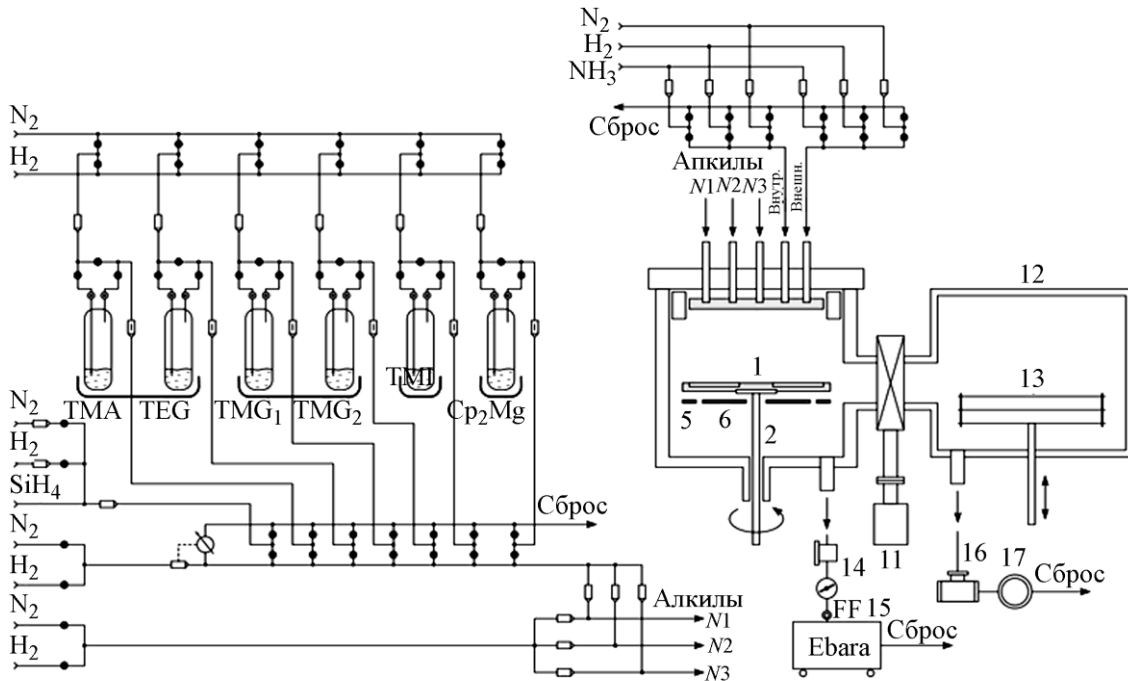 N₂
H₂
NH₃
Сброс
Апкилы
N1 N2 N3
Внутр.
Внешн.
N₂
H₂
TMA
TEG
TMG₁
TMG₂
TMI
Cp₂Mg
N₂
H₂
SiH₄
N₂
H₂
N₂
H₂
Сброс
Алкилы
N1
N2
N3
1
2
5
6
12
13
11
14
FF 15
Ebara
Сброс
16
17
Сброс